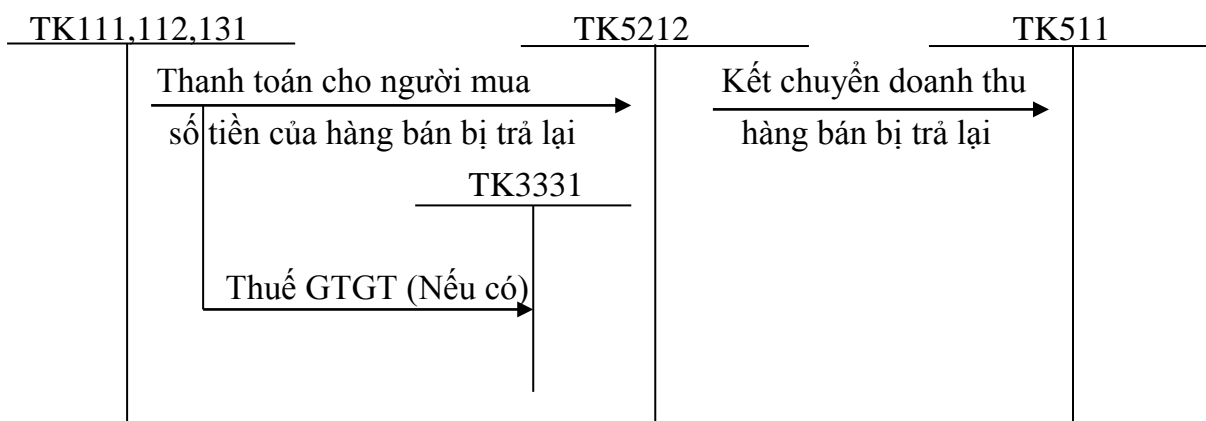 TK111,112,131 TK5212 TK511
Thanh toán cho người mua Kết chuyển doanh thu
số tiền của hàng bán bị trả lại hàng bán bị trả lại
TK3331
Thuế GTGT (Nếu có)